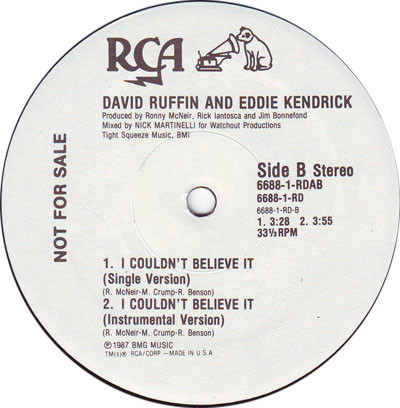 RCA
DAVID RUFFIN AND EDDIE KENDRICK
Produced by Ronny McNeir, Rick Iantosca and Jim Bonnefond
Mixed by NICK MARTINELLI for Watchout Productions
Tight Squeeze Music, BMI
NOT FOR SALE
Side B Stereo
6688-1-RDAB
6688-1-RD
6688-1-RD-B
1. 3:28 2. 3:55
33⅓RPM
1. I COULDN'T BELIEVE IT
(Single Version)
(R. McNeir-M. Crump-R. Benson)
2. I COULDN'T BELIEVE IT
(Instrumental Version)
(R. McNeir-M. Crump-R. Benson)
℗1987 BMG MUSIC
TM(s)® RCA/CORP.-MADE IN U.S.A